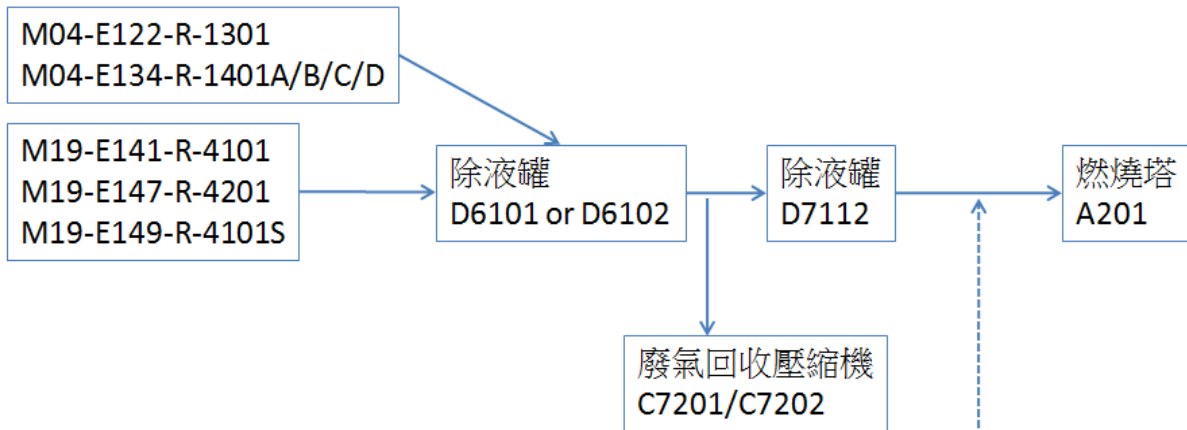 M04-E122-R-1301
M04-E134-R-1401A/B/C/D
M19-E141-R-4101
M19-E147-R-4201
M19-E149-R-4101S
除液罐
D6101 or D6102
除液罐
D7112
燃燒塔
A201
廢氣回收壓縮機
C7201/C7202